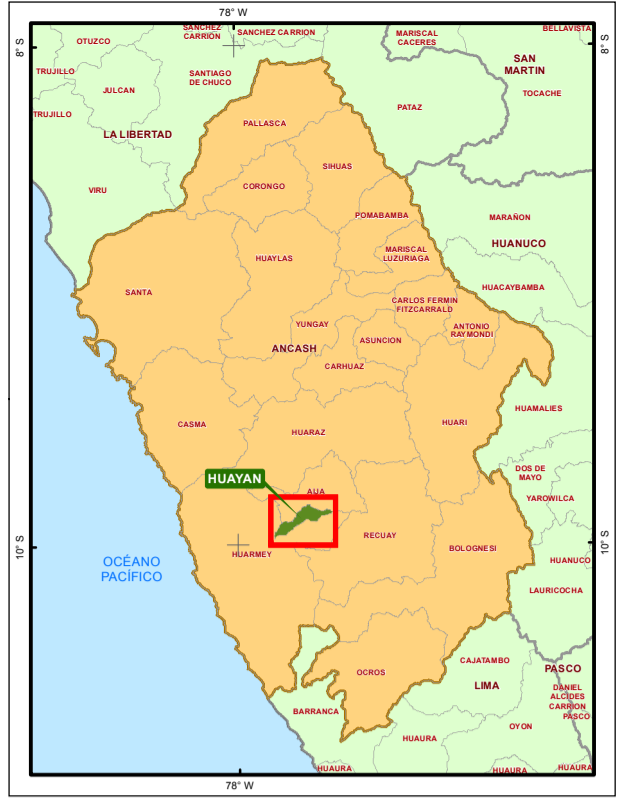 78° W
SANCHEZ
CARRIÓN
SANCHEZ CARRION
MARISCAL
CACERES
BELLAVISTA
OTUZCO
8° S
8° S
SAN
MARTIN
TRUJILLO
SANTIAGO
DE CHUCO
JULCAN
PATAZ
TOCACHE
TRUJILLO
PALLASCA
LA LIBERTAD
SIHUAS
CORONGO
VIRU
POMABAMBA
MARAÑON
HUANUCO
MARISCAL
LUZURIAGA
HUAYLAS
HUACAYBAMBA
SANTA
CARLOS FERMIN
FITZCARRALD
YUNGAY
ANTONIO
RAYMONDI
ASUNCION
ANCASH
CARHUAZ
HUAMALIES
CASMA
HUARAZ
HUARI
DOS DE
MAYO
HUAYAN
AIJA
YAROWILCA
RECUAY
BOLOGNESI
10° S
HUARMEY
10° S
HUANUCO
OCÉANO
PACÍFICO
LAURICOCHA
CAJATAMBO
PASCO
OCROS
LIMA
DANIEL
ALCIDES
CARRION
PASCO
BARRANCA
OYON
HUAURA
HUAURA
HUAURA
HUAURA
78° W